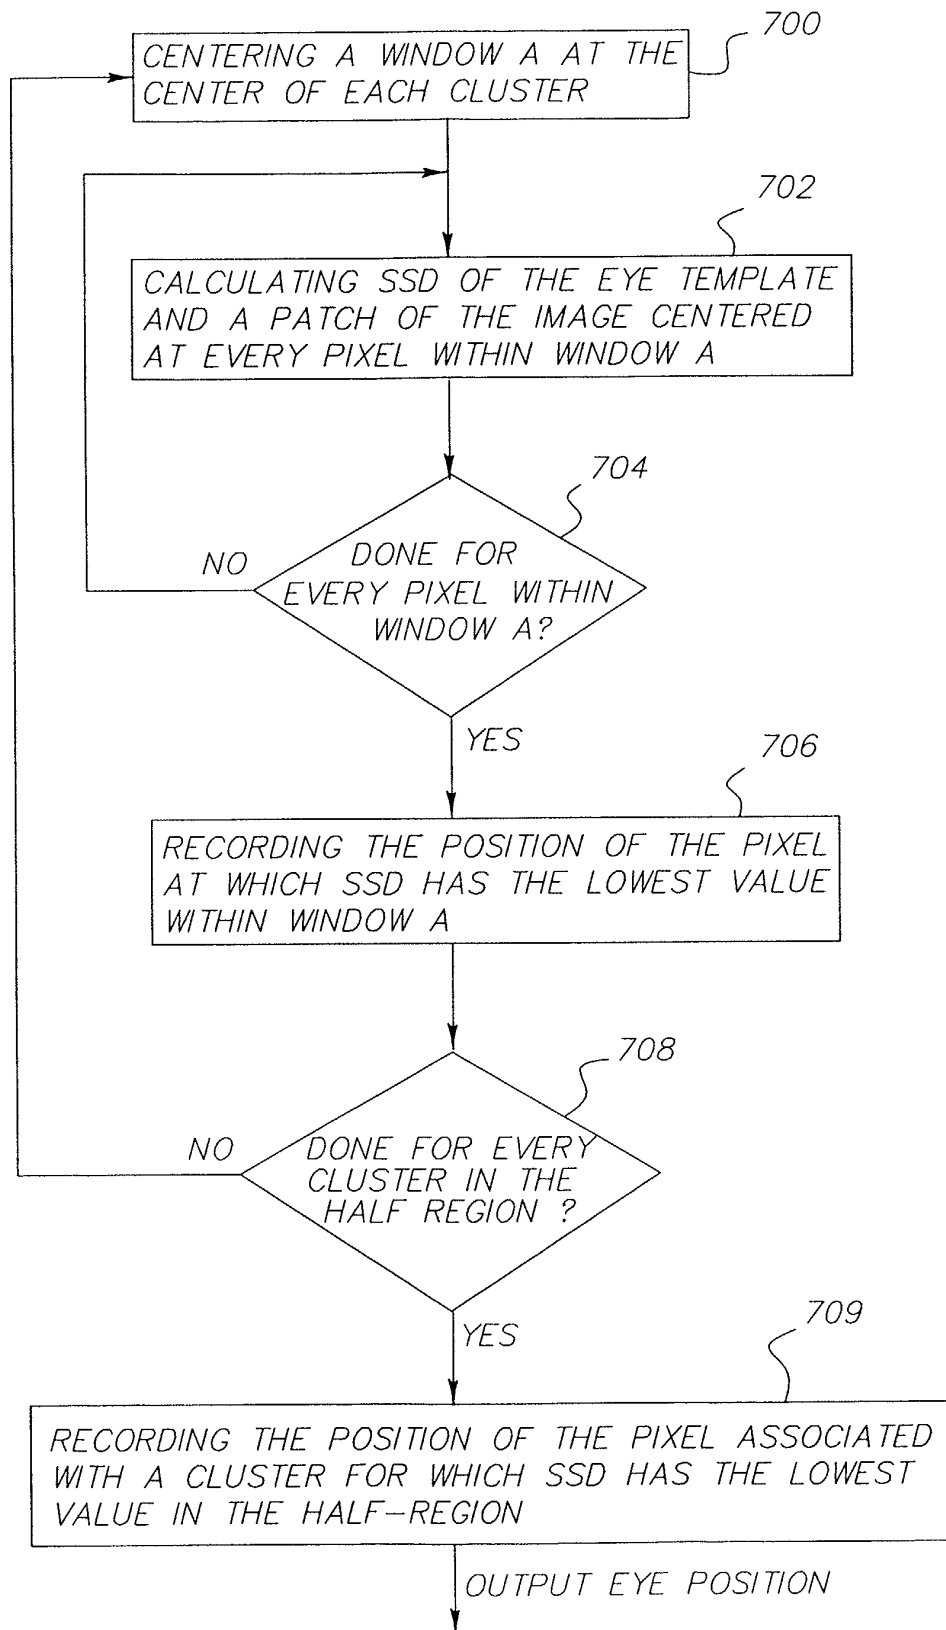 700
CENTERING A WINDOW A AT THE
CENTER OF EACH CLUSTER
702
CALCULATING SSD OF THE EYE TEMPLATE
AND A PATCH OF THE IMAGE CENTERED
AT EVERY PIXEL WITHIN WINDOW A
704
NO
DONE FOR
EVERY PIXEL WITHIN
WINDOW A?
YES
706
RECORDING THE POSITION OF THE PIXEL
AT WHICH SSD HAS THE LOWEST VALUE
WITHIN WINDOW A
708
NO
DONE FOR EVERY
CLUSTER IN THE
HALF REGION ?
YES
709
RECORDING THE POSITION OF THE PIXEL ASSOCIATED
WITH A CLUSTER FOR WHICH SSD HAS THE LOWEST
VALUE IN THE HALF-REGION
OUTPUT EYE POSITION